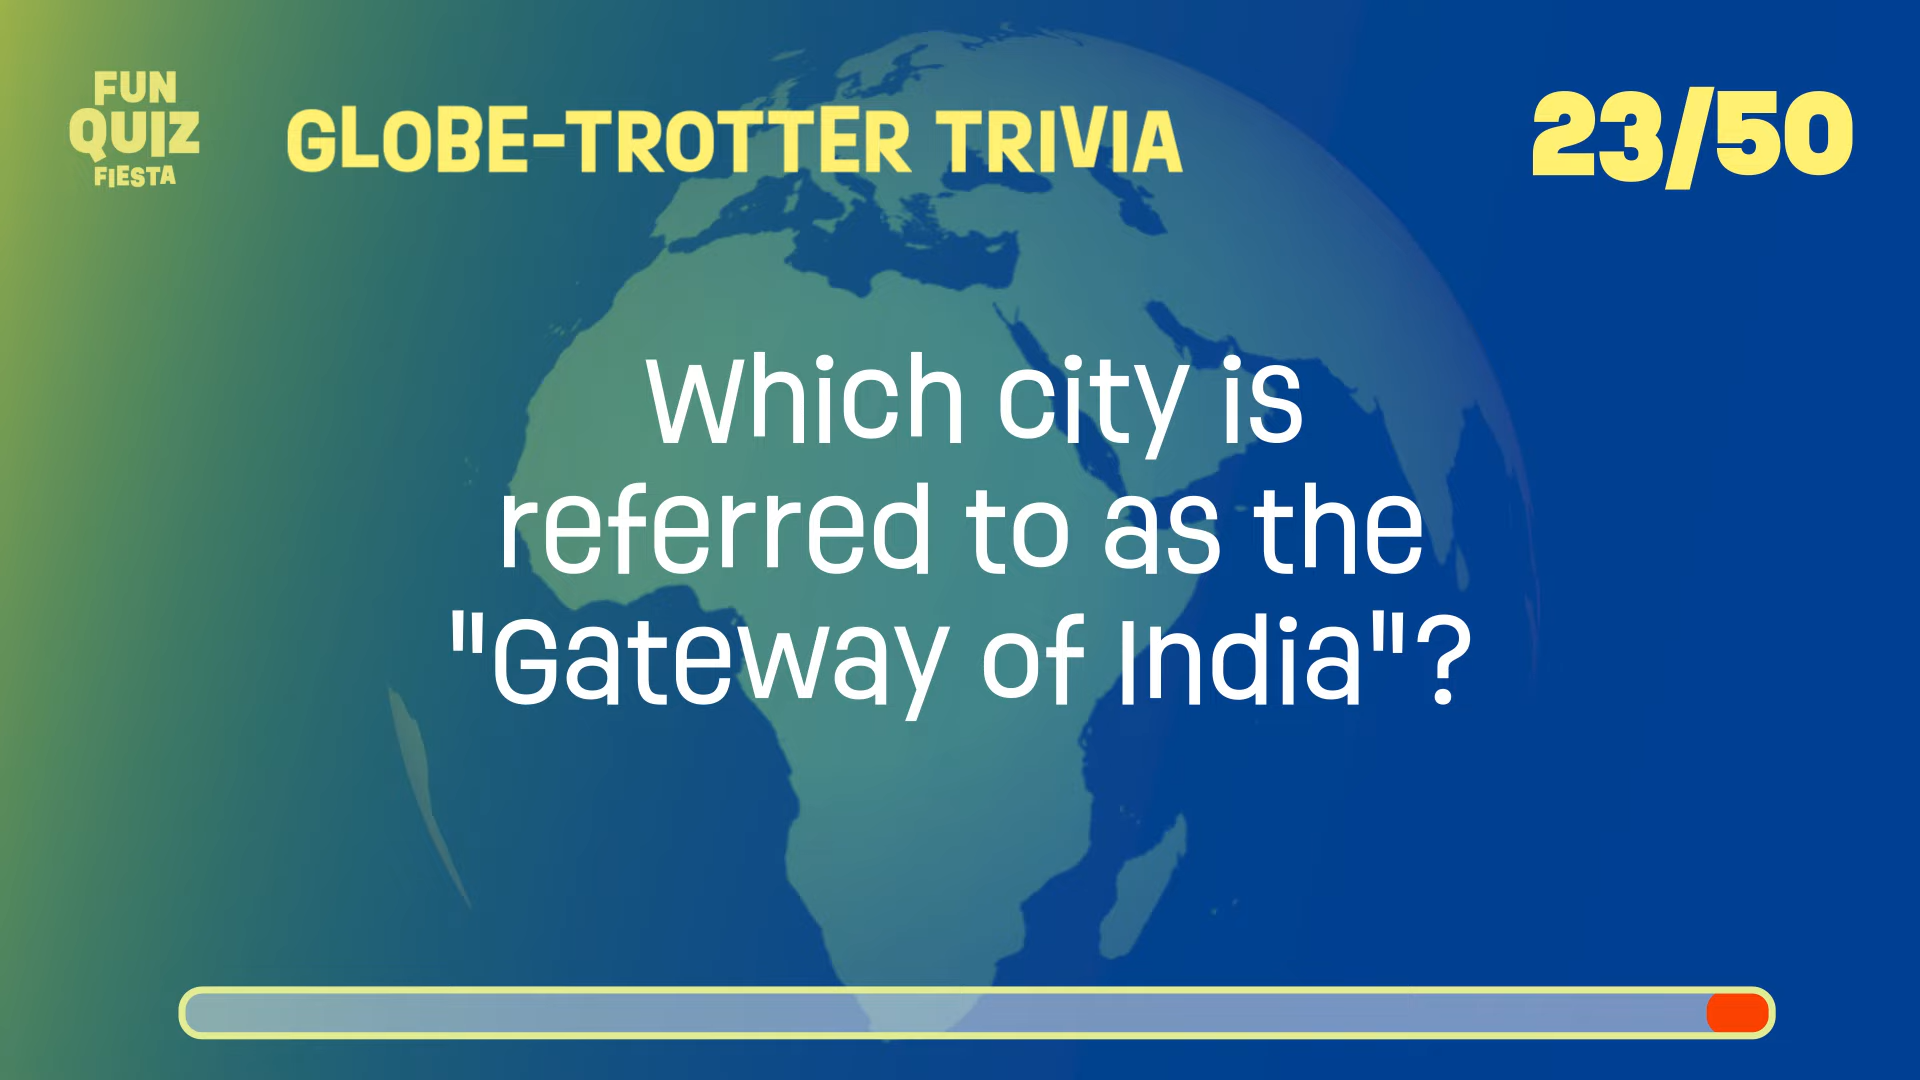 FUN
QUIZ
FIESTA
GLOBE-TROTTER TRIVIA
23/50
Which city is
referred to as the
"Gateway of India"?